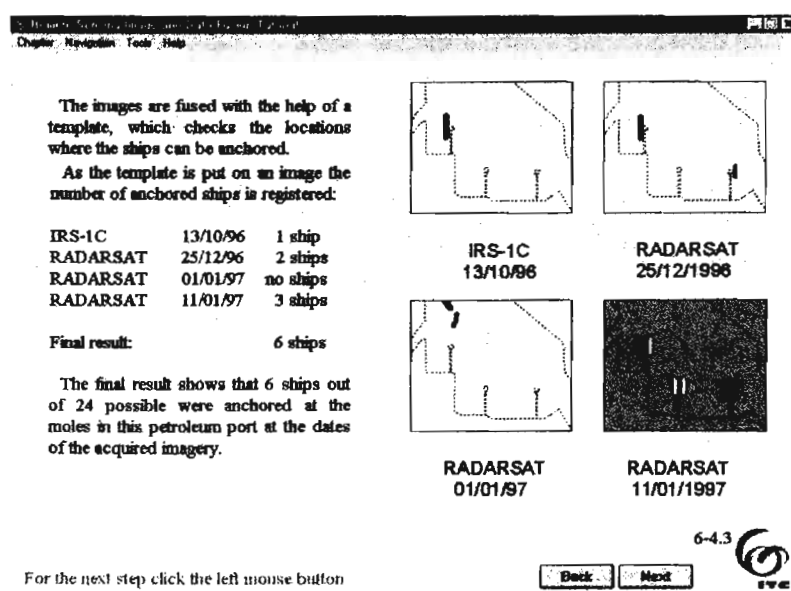 Chapter Navigation Tools Help
The images are fused with the help of a
template, which checks the locations
where the ships can be anchored.
As the template is put on an image the
number of anchored ships is registered:
IRS-1C 13/10/96 1 ship
RADARSAT 25/12/96 2 ships
RADARSAT 01/01/97 no ships
RADARSAT 11/01/97 3 ships
Final result: 6 ships
The final result shows that 6 ships out
of 24 possible were anchored at the
moles in this petroleum port at the dates
of the acquired imagery.
IRS-1C
13/10/96
RADARSAT
25/12/1996
RADARSAT
01/01/97
RADARSAT
11/01/1997
6-4.3
ITC
For the next step click the left mouse button
Back Next